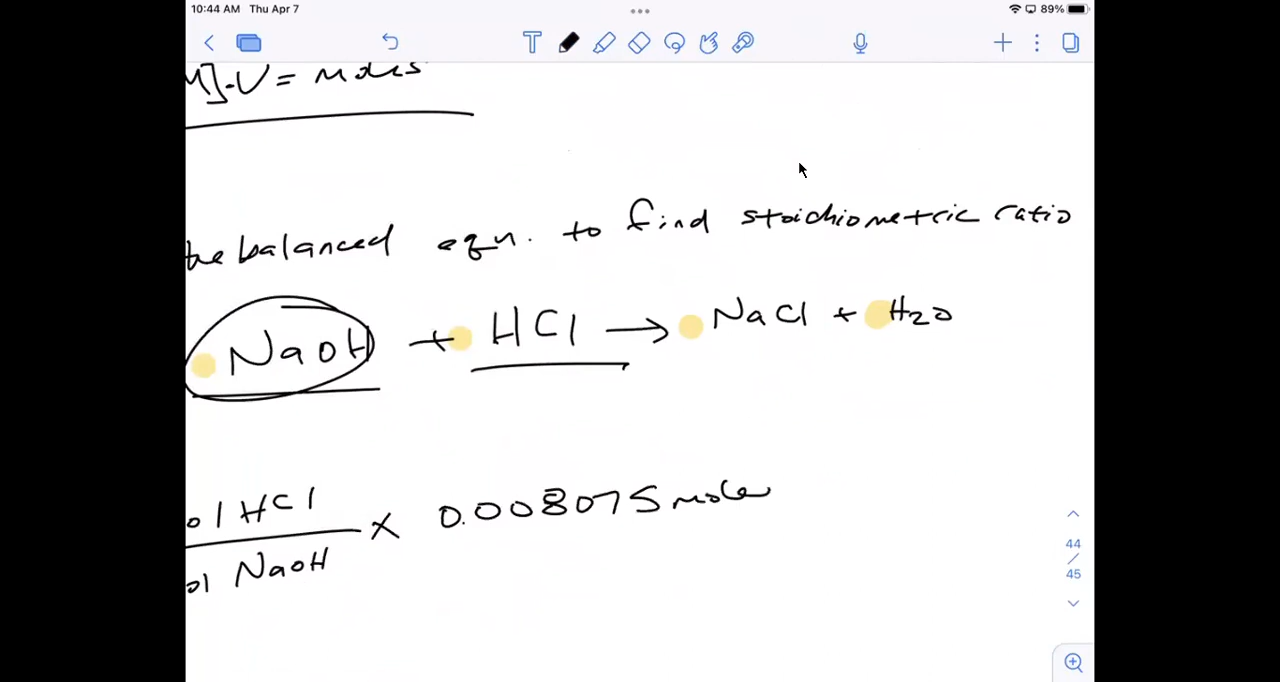 10:44 AM Thu Apr 7
89%
M].V = moles
the balanced eqn. to find stoichiometric ratio
NaOH + HCl → NaCl + H2O
ol HCl
ol NaOH
x 0.008075 moles
44
/
45